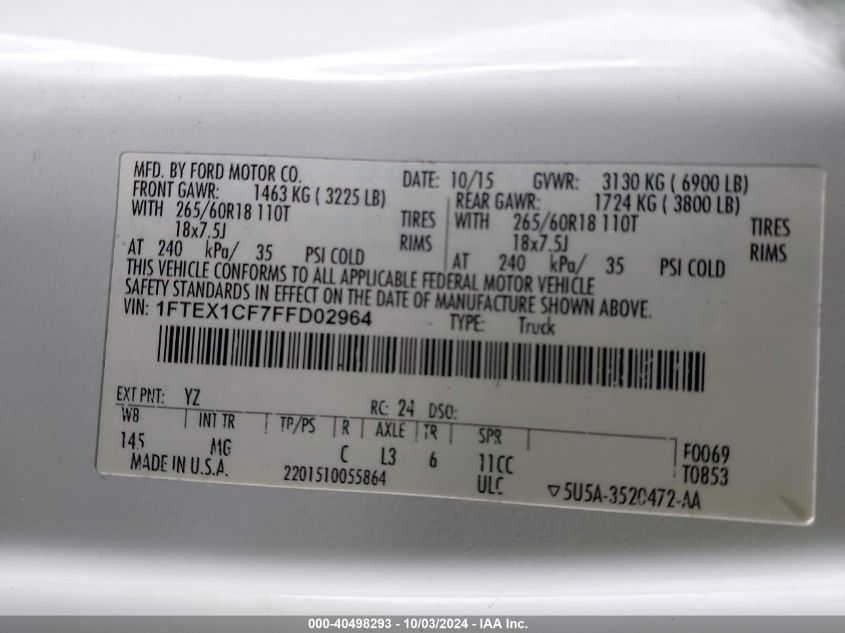 MFD. BY FORD MOTOR CO. DATE: 10/15 GVWR: 3130 KG ( 6900 LB)
FRONT GAWR: 1463 KG ( 3225 LB) REAR GAWR: 1724 KG ( 3800 LB)
WITH 265/60R18 110T TIRES WITH 265/60R18 110T TIRES
18x7.5J RIMS 18x7.5J RIMS
AT 240 kPa/ 35 PSI COLD AT 240 kPa/ 35 PSI COLD
THIS VEHICLE CONFORMS TO ALL APPLICABLE FEDERAL MOTOR VEHICLE
SAFETY STANDARDS IN EFFECT ON THE DATE OF MANUFACTURE SHOWN ABOVE.
VIN: 1FTEX1CF7FFD02964 TYPE: Truck
EXT PNT: YZ RC: 24 DSO:
WB INT TR TP/PS R AXLE TR SPR
145 MG C L3 6 11CC F0069
MADE IN U.S.A. 2201510055864 ULC T0853
▽5U5A-3520472-AA
000-40498293 - 10/03/2024 - IAA Inc.